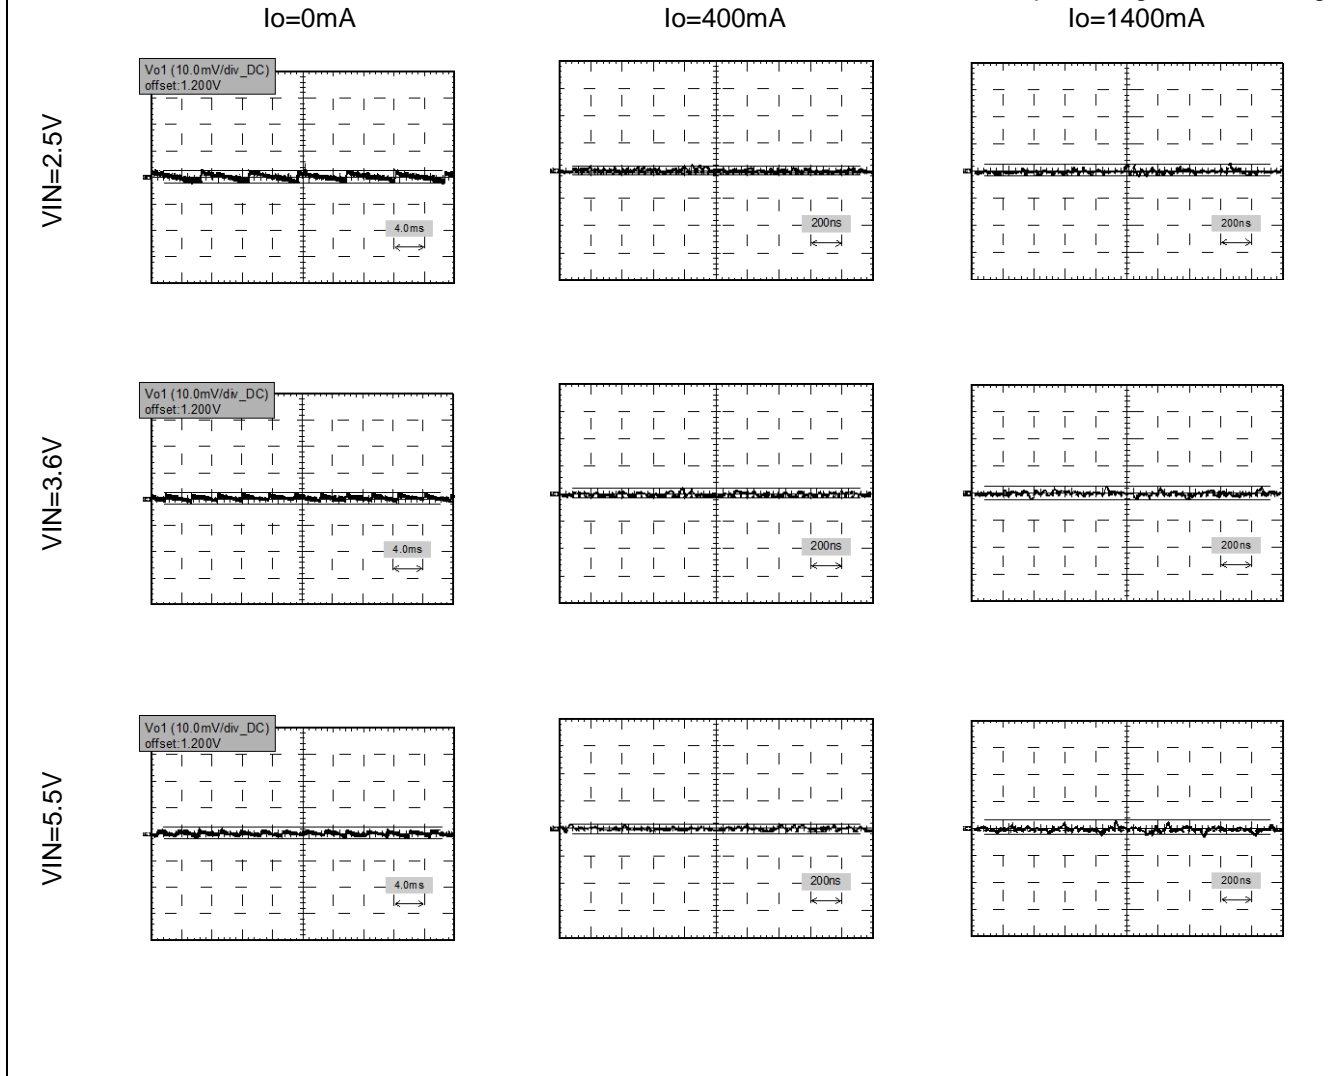 Io=0mA
Io=400mA
Io=1400mA
VIN=2.5V
Vo1 (10.0mV/div_DC)
offset:1.200V
4.0ms
200ns
200ns
VIN=3.6V
Vo1 (10.0mV/div_DC)
offset:1.200V
4.0ms
200ns
200ns
VIN=5.5V
Vo1 (10.0mV/div_DC)
offset:1.200V
4.0ms
200ns
200ns